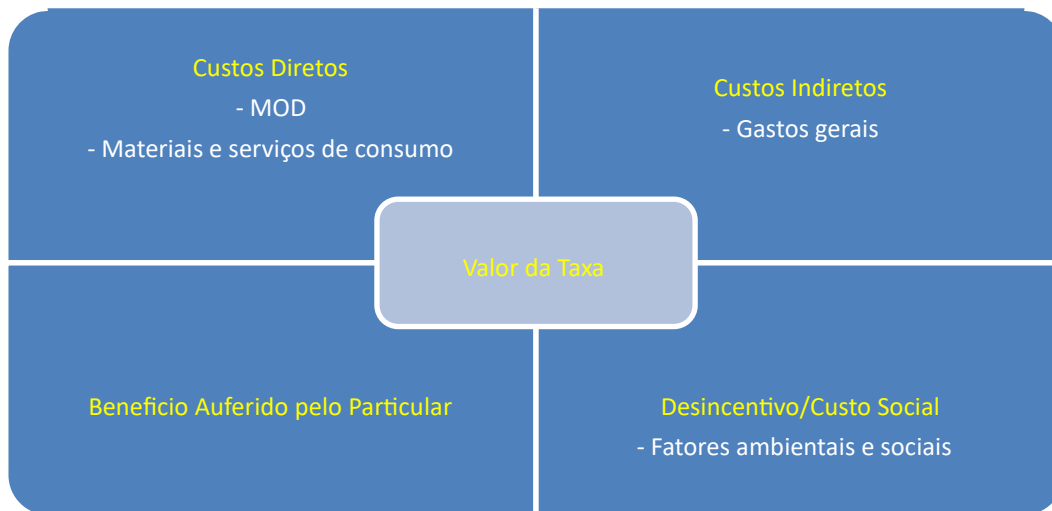 Custos Diretos
- MOD
- Materiais e serviços de consumo
Custos Indiretos
- Gastos gerais
Valor da Taxa
Beneficio Auferido pelo Particular
Desincentivo/Custo Social
- Fatores ambientais e sociais